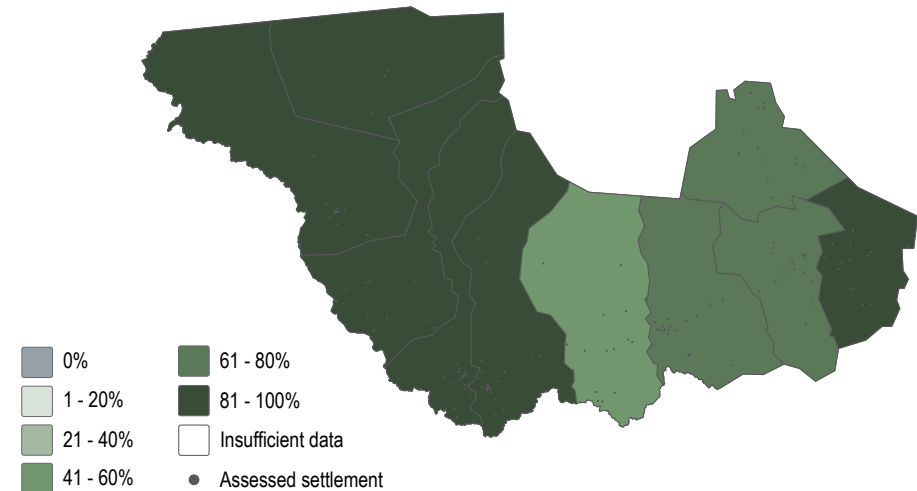 0%
1 - 20%
21 - 40%
41 - 60%
61 - 80%
81 - 100%
Insufficient data
Assessed settlement